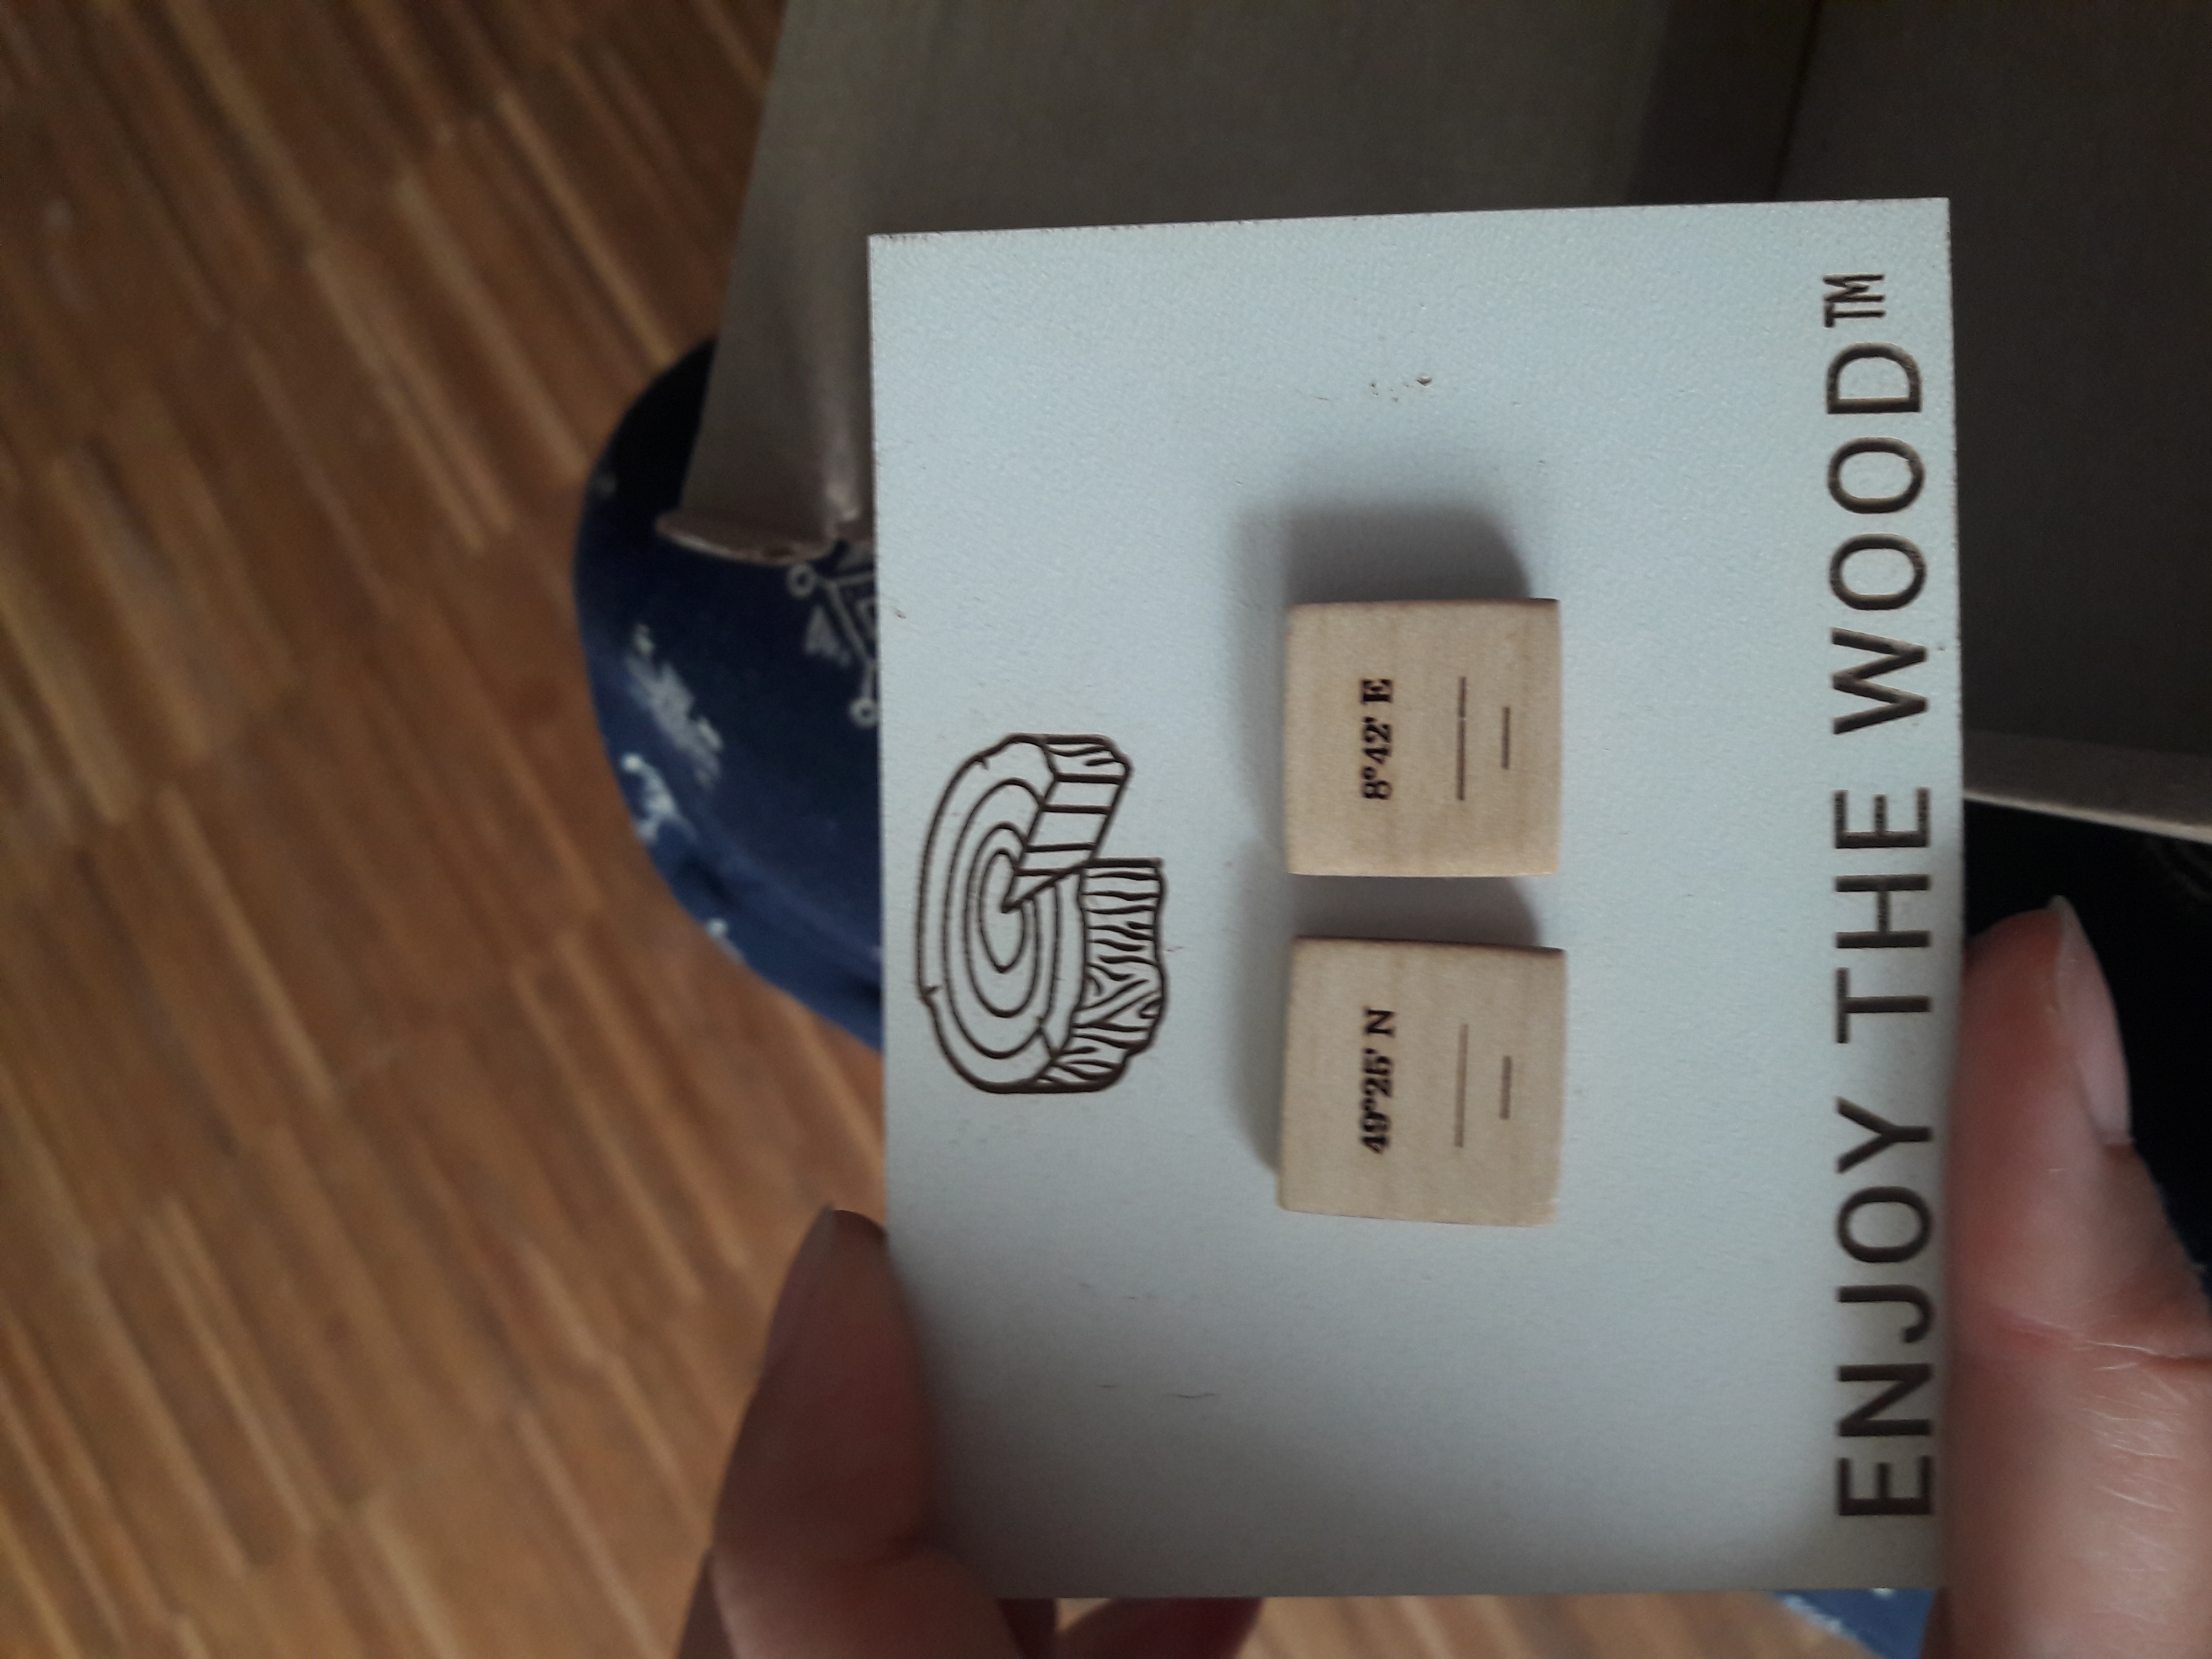 49°25' N
8°42' E
ENJOY THE WOOD™